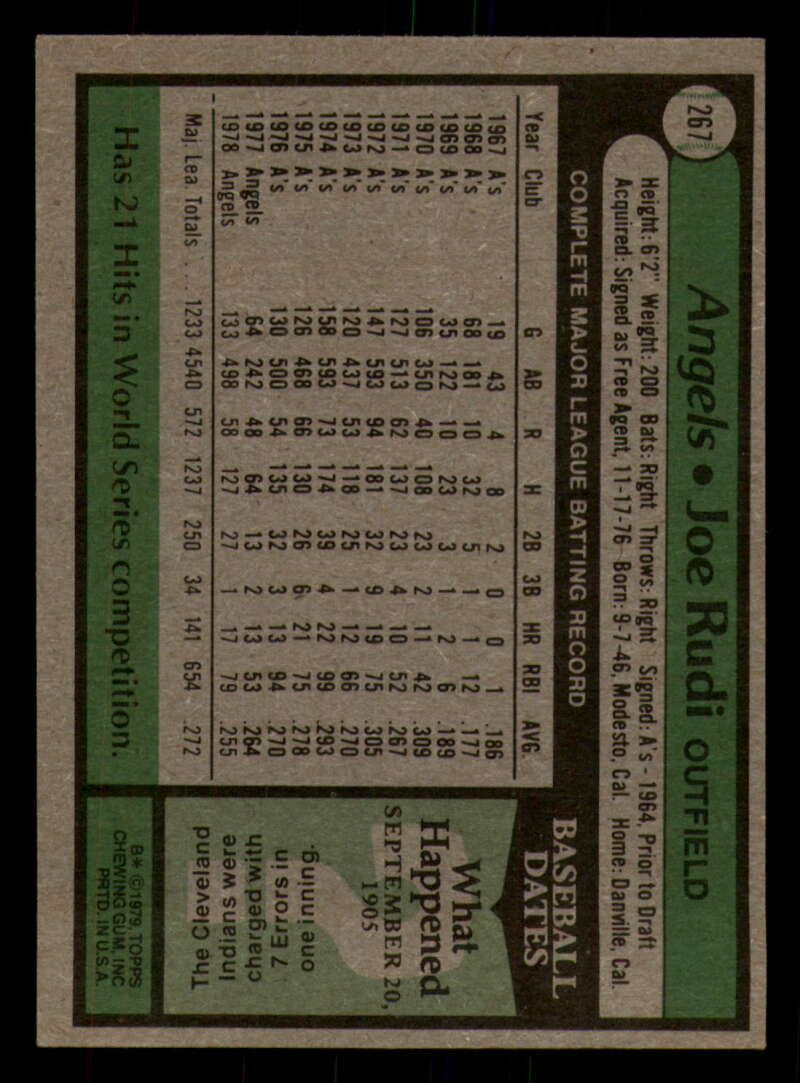 267
Angels • Joe Rudi OUTFIELD
Height: 6'2" Weight: 200 Bats: Right Throws: Right Signed: A's - 1964, Prior to Draft
Acquired: Signed as Free Agent, 11-17-76 Born: 9-7-46, Modesto, Cal. Home: Danville, Cal.
COMPLETE MAJOR LEAGUE BATTING RECORD
Year Club G AB R H 2B 3B HR RBI AVG.
1967 A's 19 43 4 8 2 0 0 1 .186
1968 A's 68 181 10 32 5 1 1 12 .177
1969 A's 35 122 10 23 3 1 2 6 .189
1970 A's 106 350 40 108 23 2 11 42 .309
1971 A's 127 513 62 137 23 4 10 52 .267
1972 A's 147 593 94 181 32 9 19 75 .305
1973 A's 120 437 53 118 25 1 12 66 .270
1974 A's 158 593 73 174 39 4 22 99 .293
1975 A's 126 468 66 130 26 6 21 75 .278
1976 A's 130 500 54 135 32 3 13 94 .270
1977 Angels 64 242 48 64 13 2 13 53 .264
1978 Angels 133 498 58 127 27 1 17 79 .255
Maj. Lea. Totals ... 1233 4540 572 1237 250 34 141 654 .272
Has 21 Hits in World Series competition.
BASEBALL
DATES
What
Happened
SEPTEMBER 20,
1905
The Cleveland
Indians were
charged with
7 Errors in
one inning.
B* © 1979, TOPPS
CHEWING GUM, INC
PRTD. IN U.S.A.